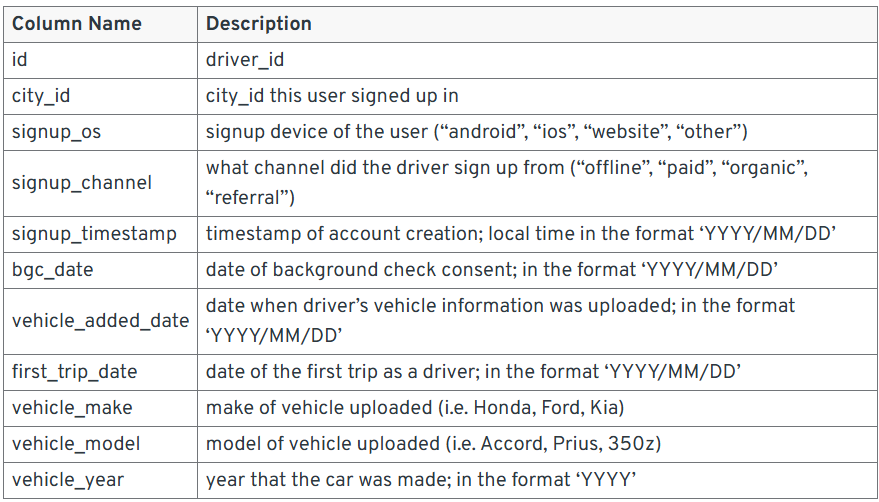 Column Name Description
id driver_id
city_id city_id this user signed up in
signup_os signup device of the user (“android”, “ios”, “website”, “other”)
signup_channel what channel did the driver sign up from (“offline”, “paid”, “organic”,
“referral”)
signup_timestamp timestamp of account creation; local time in the format ‘YYYY/MM/DD’
bgc_date date of background check consent; in the format ‘YYYY/MM/DD’
vehicle_added_date date when driver’s vehicle information was uploaded; in the format
‘YYYY/MM/DD’
first_trip_date date of the first trip as a driver; in the format ‘YYYY/MM/DD’
vehicle_make make of vehicle uploaded (i.e. Honda, Ford, Kia)
vehicle_model model of vehicle uploaded (i.e. Accord, Prius, 350z)
vehicle_year year that the car was made; in the format ‘YYYY’